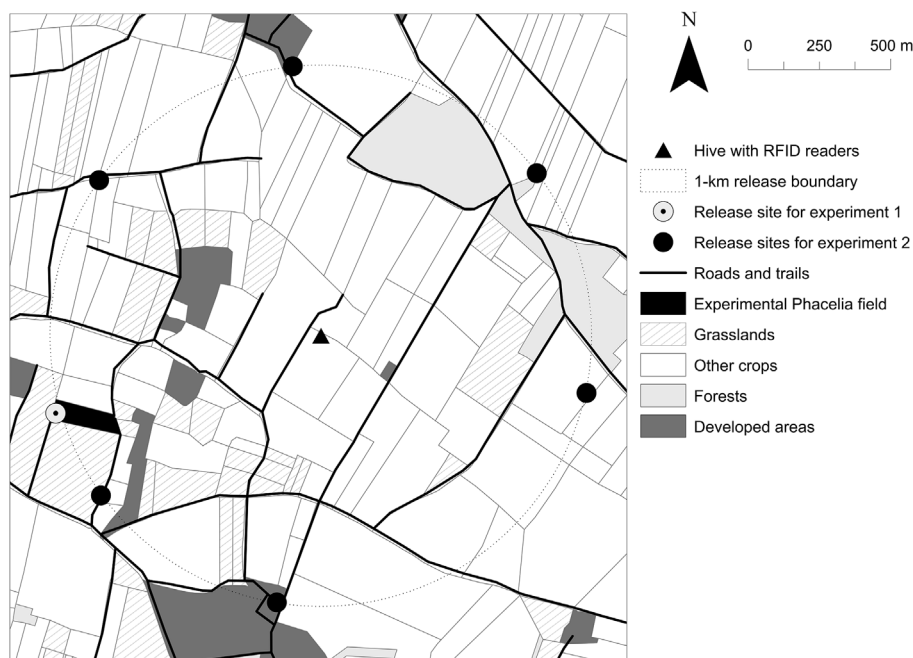 N
0 250 500 m
Hive with RFID readers
1-km release boundary
Release site for experiment 1
Release sites for experiment 2
Roads and trails
Experimental Phacelia field
Grasslands
Other crops
Forests
Developed areas